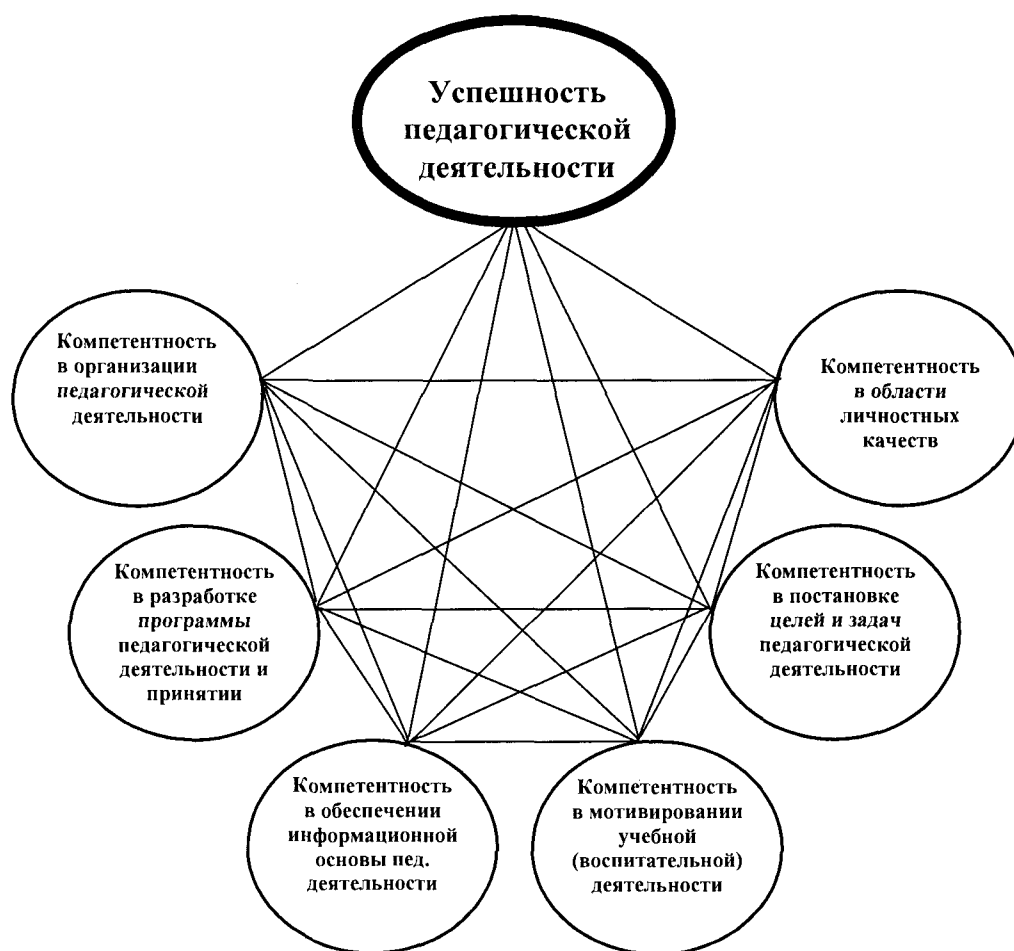 Успешность
педагогической
деятельности
Компетентность
в организации
педагогической
деятельности
Компетентность
в области
личностных
качеств
Компетентность
в разработке
программы
педагогической
деятельности и
принятии
Компетентность
в постановке
целей и задач
педагогической
деятельности
Компетентность
в обеспечении
информационной
основы пед.
деятельности
Компетентность
в мотивировании
учебной
(воспитательной)
деятельности